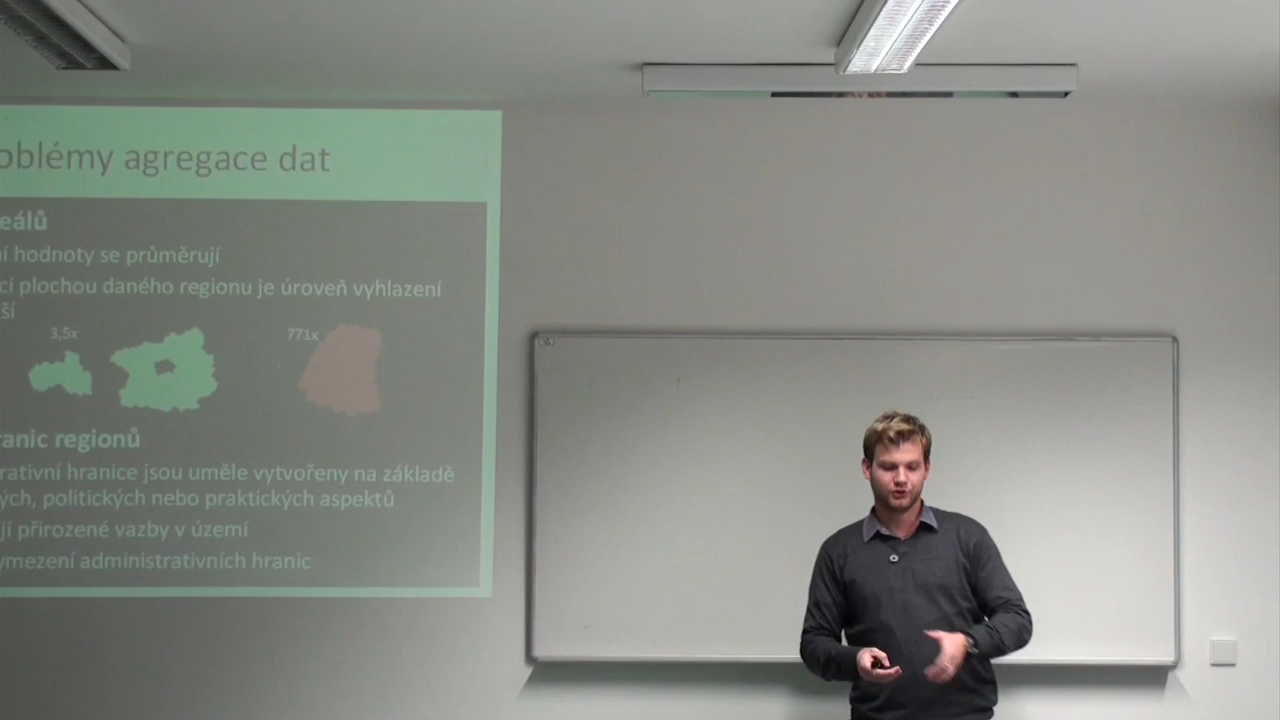 oblémy agregace dat
eálů
ní hodnoty se průměrují
cí plochou daného regionu je úroveň vyhlazení
ší
3,5x
771x
ranic regionů
rativní hranice jsou uměle vytvořeny na základě
ých, politických nebo praktických aspektů
jí přirozené vazby v území
ymezení administrativních hranic